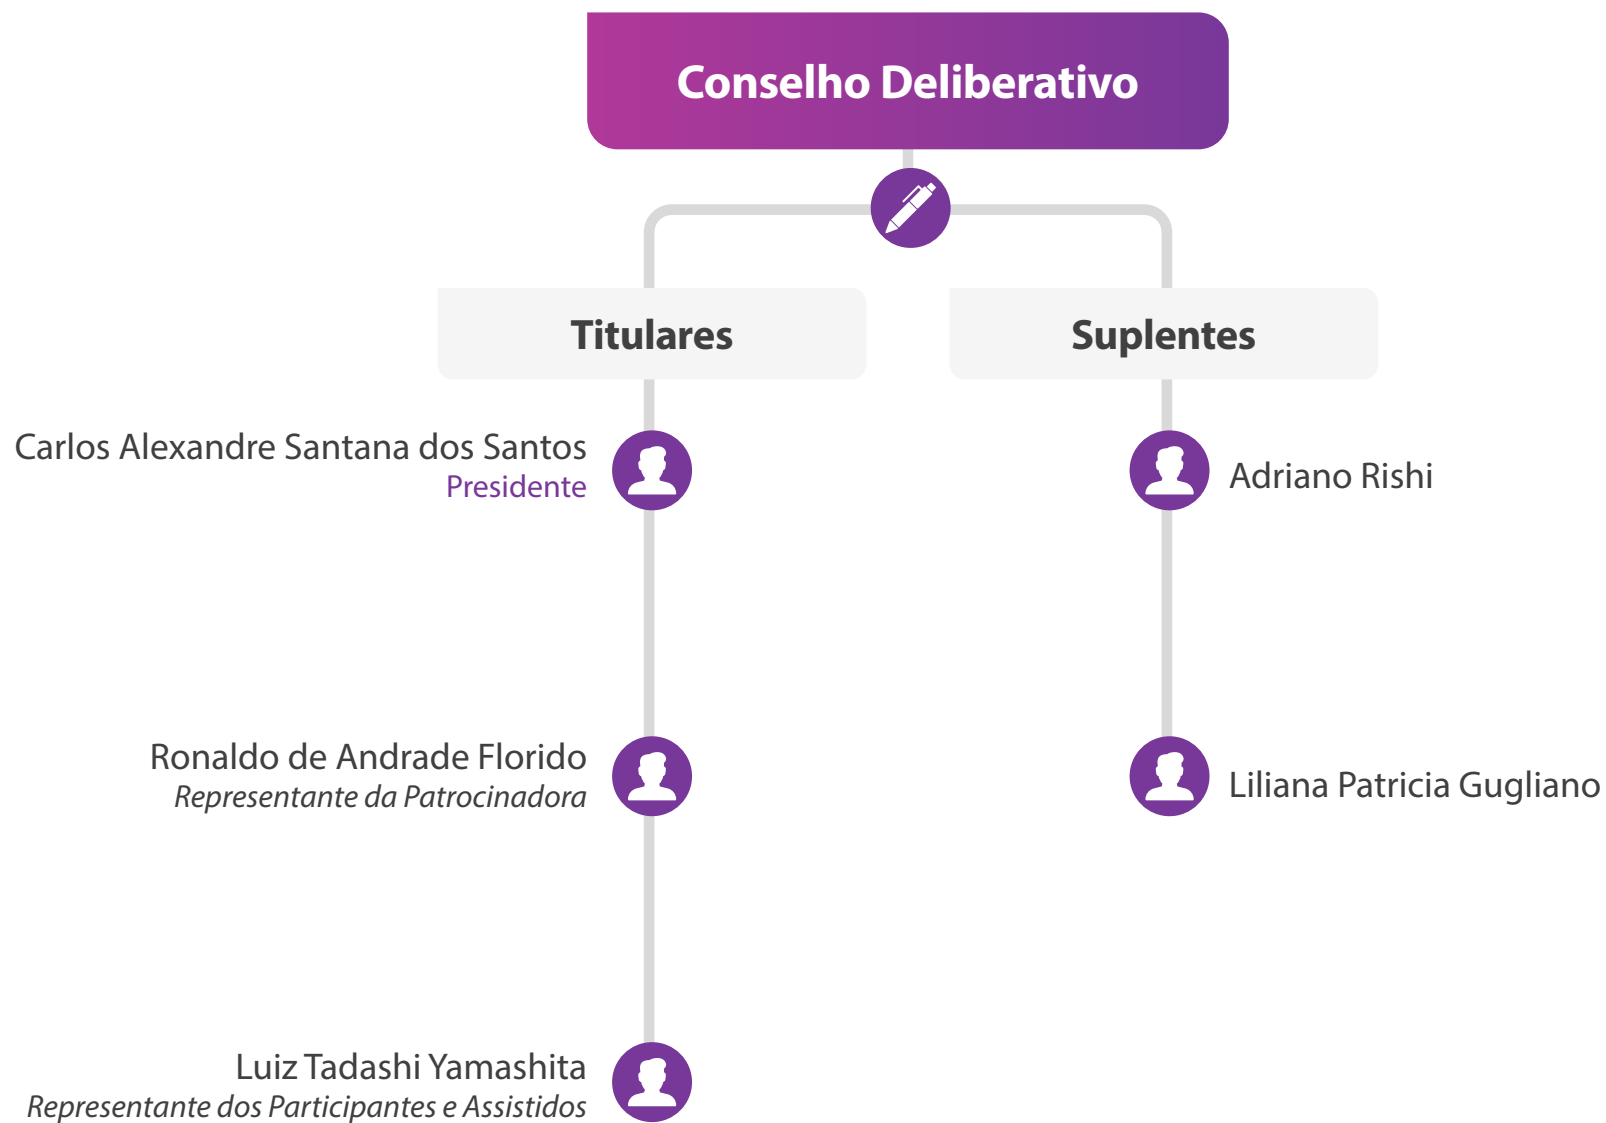 Conselho Deliberativo
Titulares
Carlos Alexandre Santana dos Santos
Presidente
Ronaldo de Andrade Florido
Representante da Patrocinadora
Luiz Tadashi Yamashita
Representante dos Participantes e Assistidos
Suplentes
Adriano Rishi
Liliana Patricia Gugliano